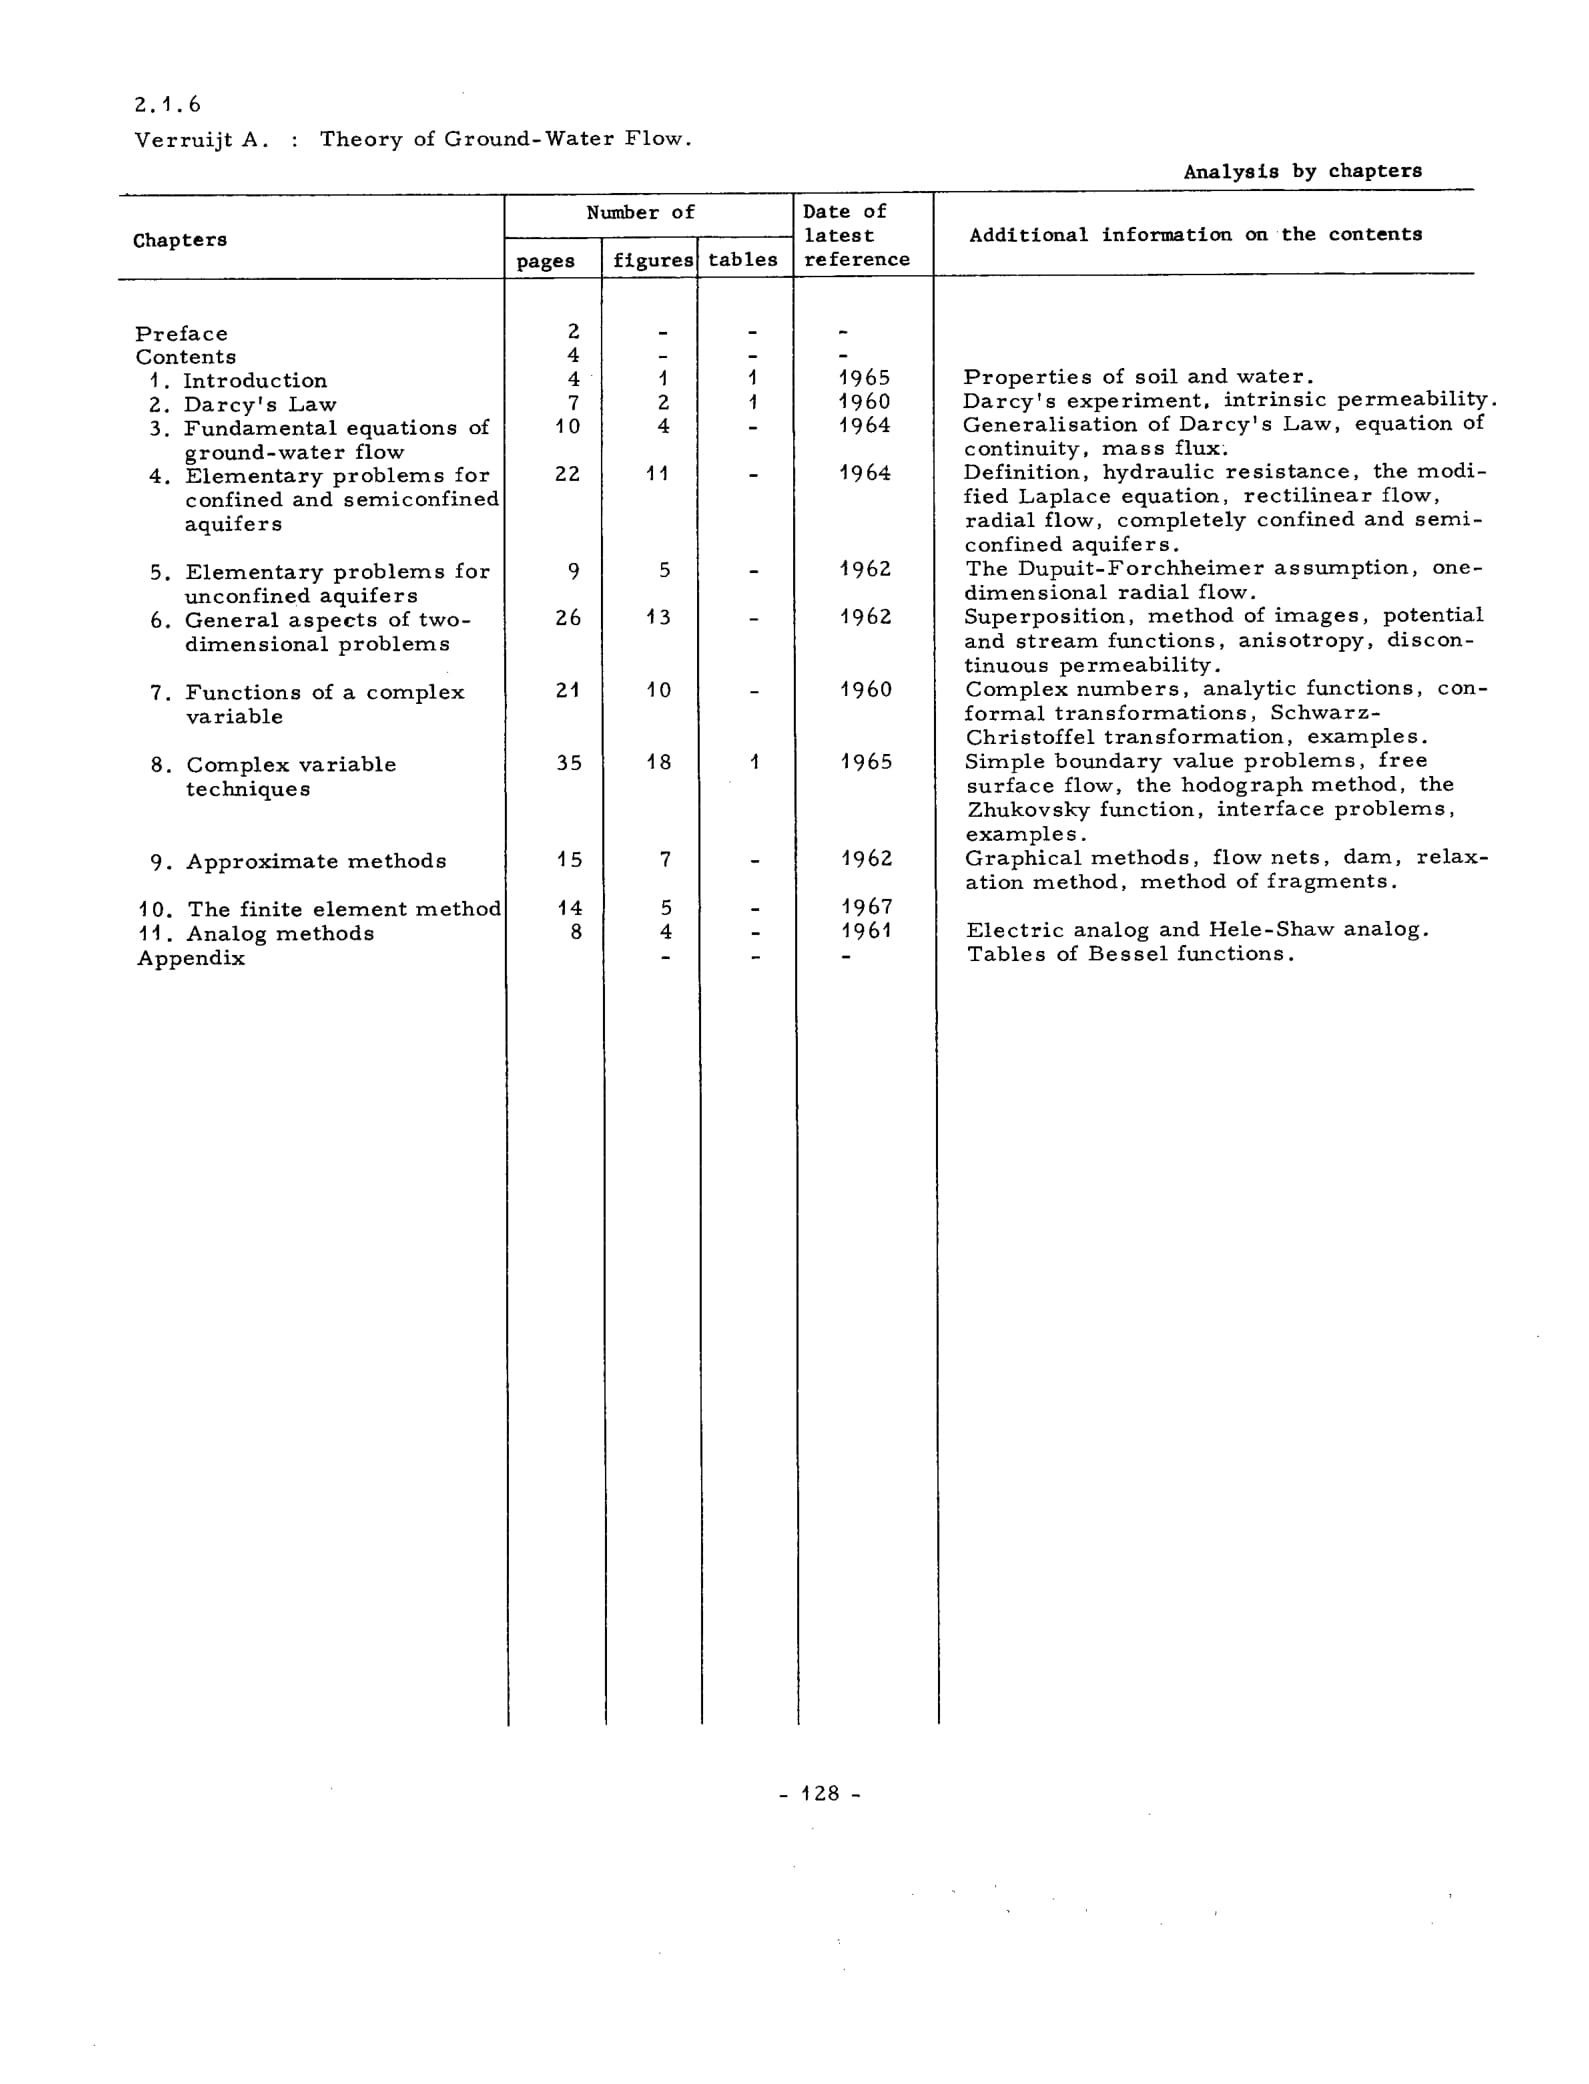 2.1.6
Verruijt A. : Theory of Ground-Water Flow.
Analysis by chapters
Chapters
Number of
pages figures tables
Date of
latest
reference
Additional information on the contents
Preface 2 - - -
Contents 4 - - -
1. Introduction 4 1 1 1965 Properties of soil and water.
2. Darcy's Law 7 2 1 1960 Darcy's experiment, intrinsic permeability.
3. Fundamental equations of 10 4 - 1964 Generalisation of Darcy's Law, equation of
ground-water flow continuity, mass flux.
4. Elementary problems for 22 11 - 1964 Definition, hydraulic resistance, the modi-
confined and semiconfined fied Laplace equation, rectilinear flow,
aquifers radial flow, completely confined and semi-
confined aquifers.
5. Elementary problems for 9 5 - 1962 The Dupuit-Forchheimer assumption, one-
unconfined aquifers dimensional radial flow.
6. General aspects of two- 26 13 - 1962 Superposition, method of images, potential
dimensional problems and stream functions, anisotropy, discon-
tinuous permeability.
7. Functions of a complex 21 10 - 1960 Complex numbers, analytic functions, con-
variable formal transformations, Schwarz-
Christoffel transformation, examples.
8. Complex variable 35 18 1 1965 Simple boundary value problems, free
techniques surface flow, the hodograph method, the
Zhukovsky function, interface problems,
examples.
9. Approximate methods 15 7 - 1962 Graphical methods, flow nets, dam, relax-
ation method, method of fragments.
10. The finite element method 14 5 - 1967
11. Analog methods 8 4 - 1961 Electric analog and Hele-Shaw analog.
Appendix - - - Tables of Bessel functions.
- 128 -